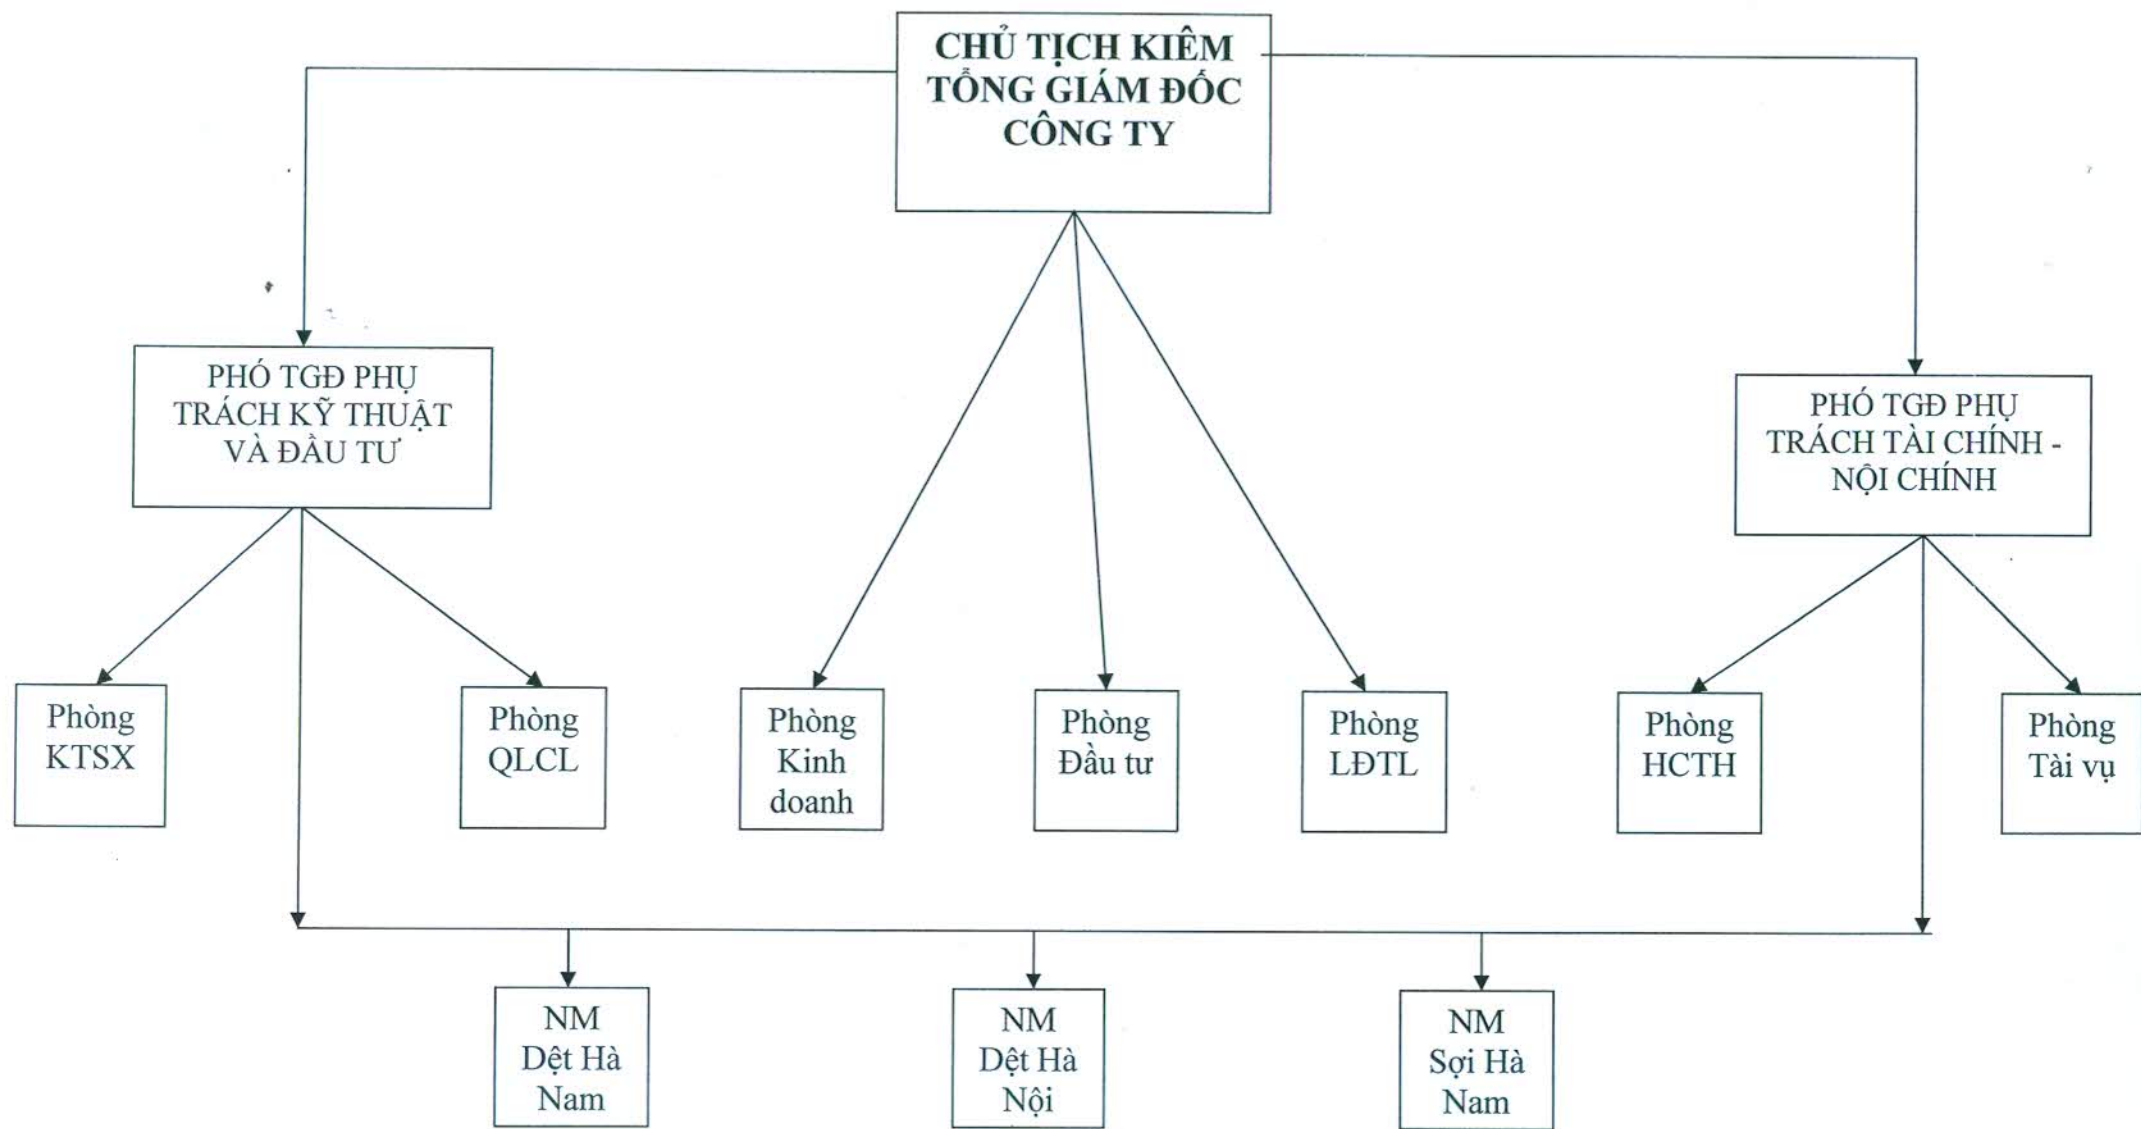 CHỦ TỊCH KIÊM
TỔNG GIÁM ĐỐC
CÔNG TY
PHÓ TGĐ PHỤ
TRÁCH KỸ THUẬT
VÀ ĐẦU TƯ
PHÓ TGĐ PHỤ
TRÁCH TÀI CHÍNH -
NỘI CHÍNH
Phòng
KTSX
Phòng
QLCL
Phòng
Kinh
doanh
Phòng
Đầu tư
Phòng
LĐTL
Phòng
HCTH
Phòng
Tài vụ
NM
Dệt Hà
Nam
NM
Dệt Hà
Nội
NM
Sợi Hà
Nam